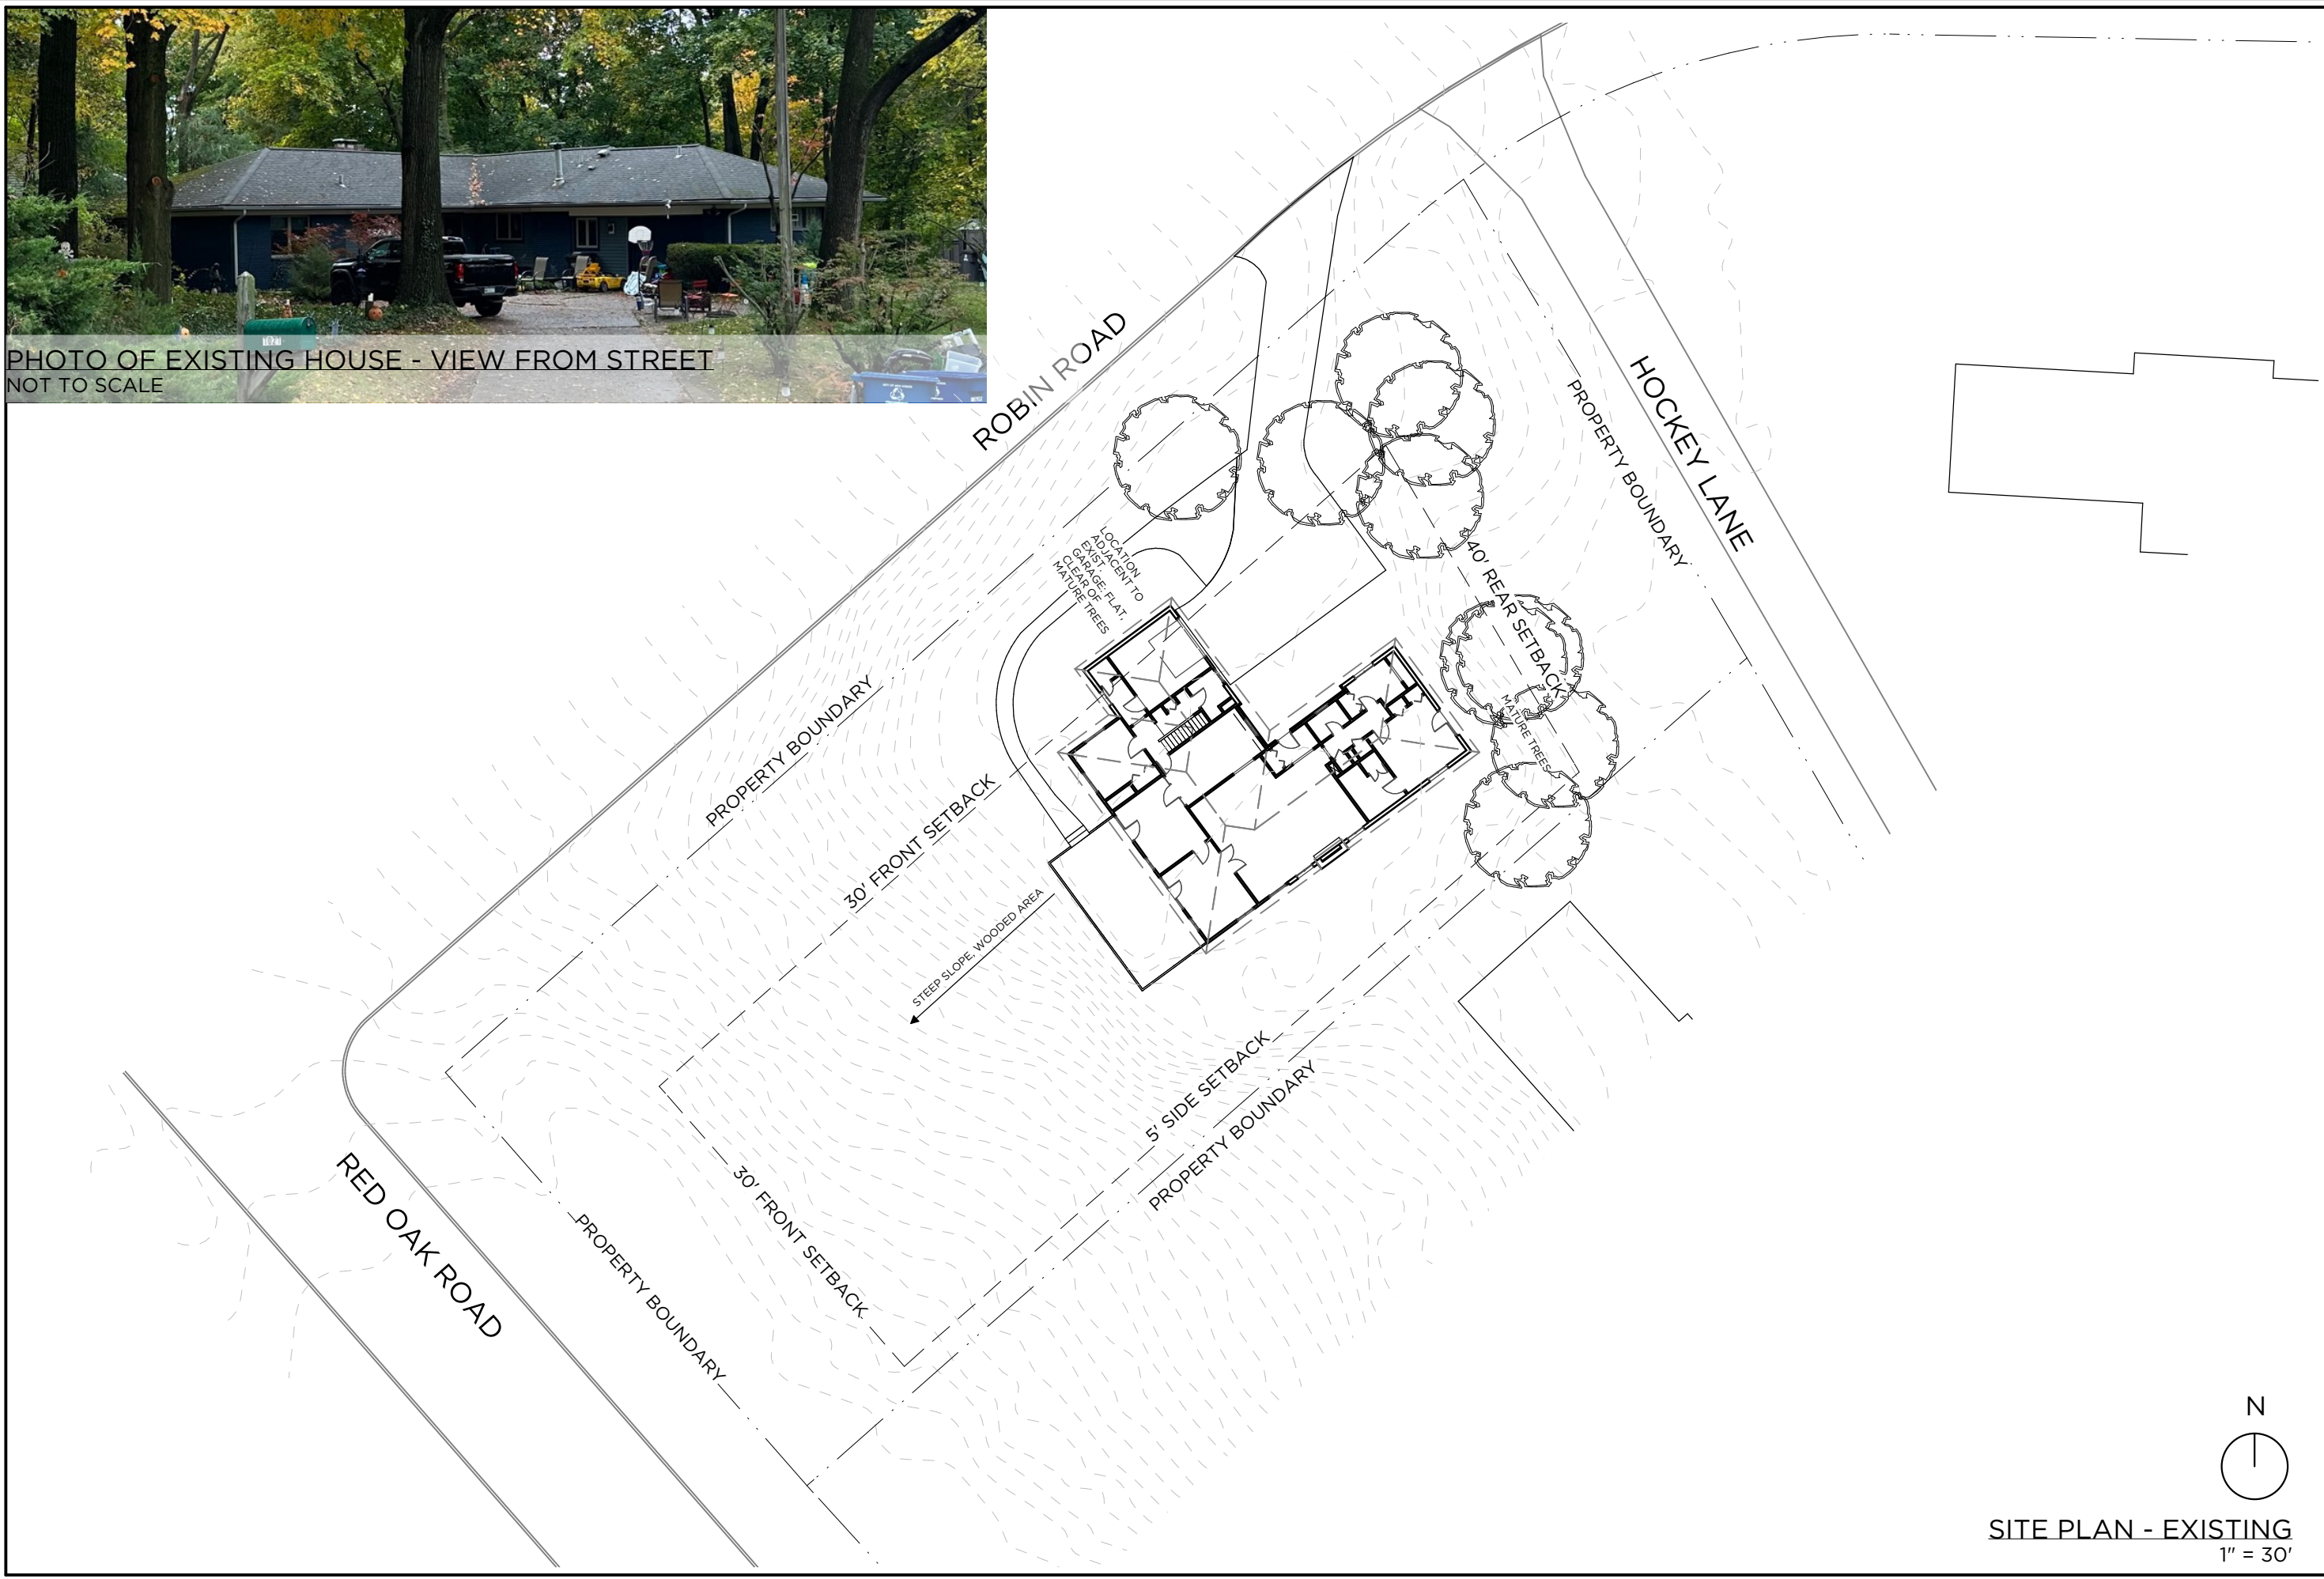 PHOTO OF EXISTING HOUSE - VIEW FROM STREET
NOT TO SCALE
ROBIN ROAD
HOCKEY LANE
PROPERTY BOUNDARY
LOCATION
ADJACENT TO
EXIST.
GARAGE; FLAT,
CLEAR OF
MATURE TREES
40' REAR SETBACK
MATURE TREES
PROPERTY BOUNDARY
30' FRONT SETBACK
STEEP SLOPE, WOODED AREA
5' SIDE SETBACK
PROPERTY BOUNDARY
30' FRONT SETBACK
PROPERTY BOUNDARY
RED OAK ROAD
N
SITE PLAN - EXISTING
1" = 30'